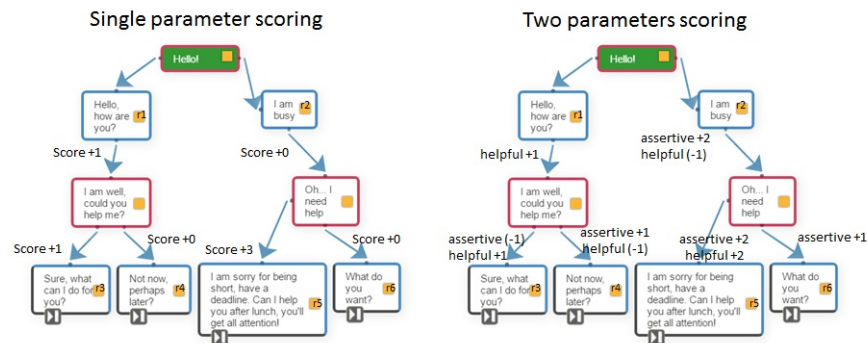 Single parameter scoring
Hello!
Hello,
how are
you?
r1
I am
busy
r2
Score +1
Score +0
I am well,
could you
help me?
Oh... I
need
help
Score +1
Score +0
Score +3
Score +0
Sure, what
can I do for
you?
r3
Not now,
perhaps
later?
r4
I am sorry for being
short, have a
deadline. Can I help
you after lunch, you'll
get all attention!
r5
What do
you
want?
r6
Two parameters scoring
Hello!
Hello,
how are
you?
r1
I am
busy
r2
helpful +1
assertive +2
helpful (-1)
I am well,
could you
help me?
Oh... I
need
help
assertive (-1)
helpful +1
assertive +1
helpful (-1)
assertive +2
helpful +2
assertive +1
Sure, what
can I do for
you?
r3
Not now,
perhaps
later?
r4
I am sorry for being
short, have a
deadline. Can I help
you after lunch, you'll
get all attention!
r5
What do
you
want?
r6